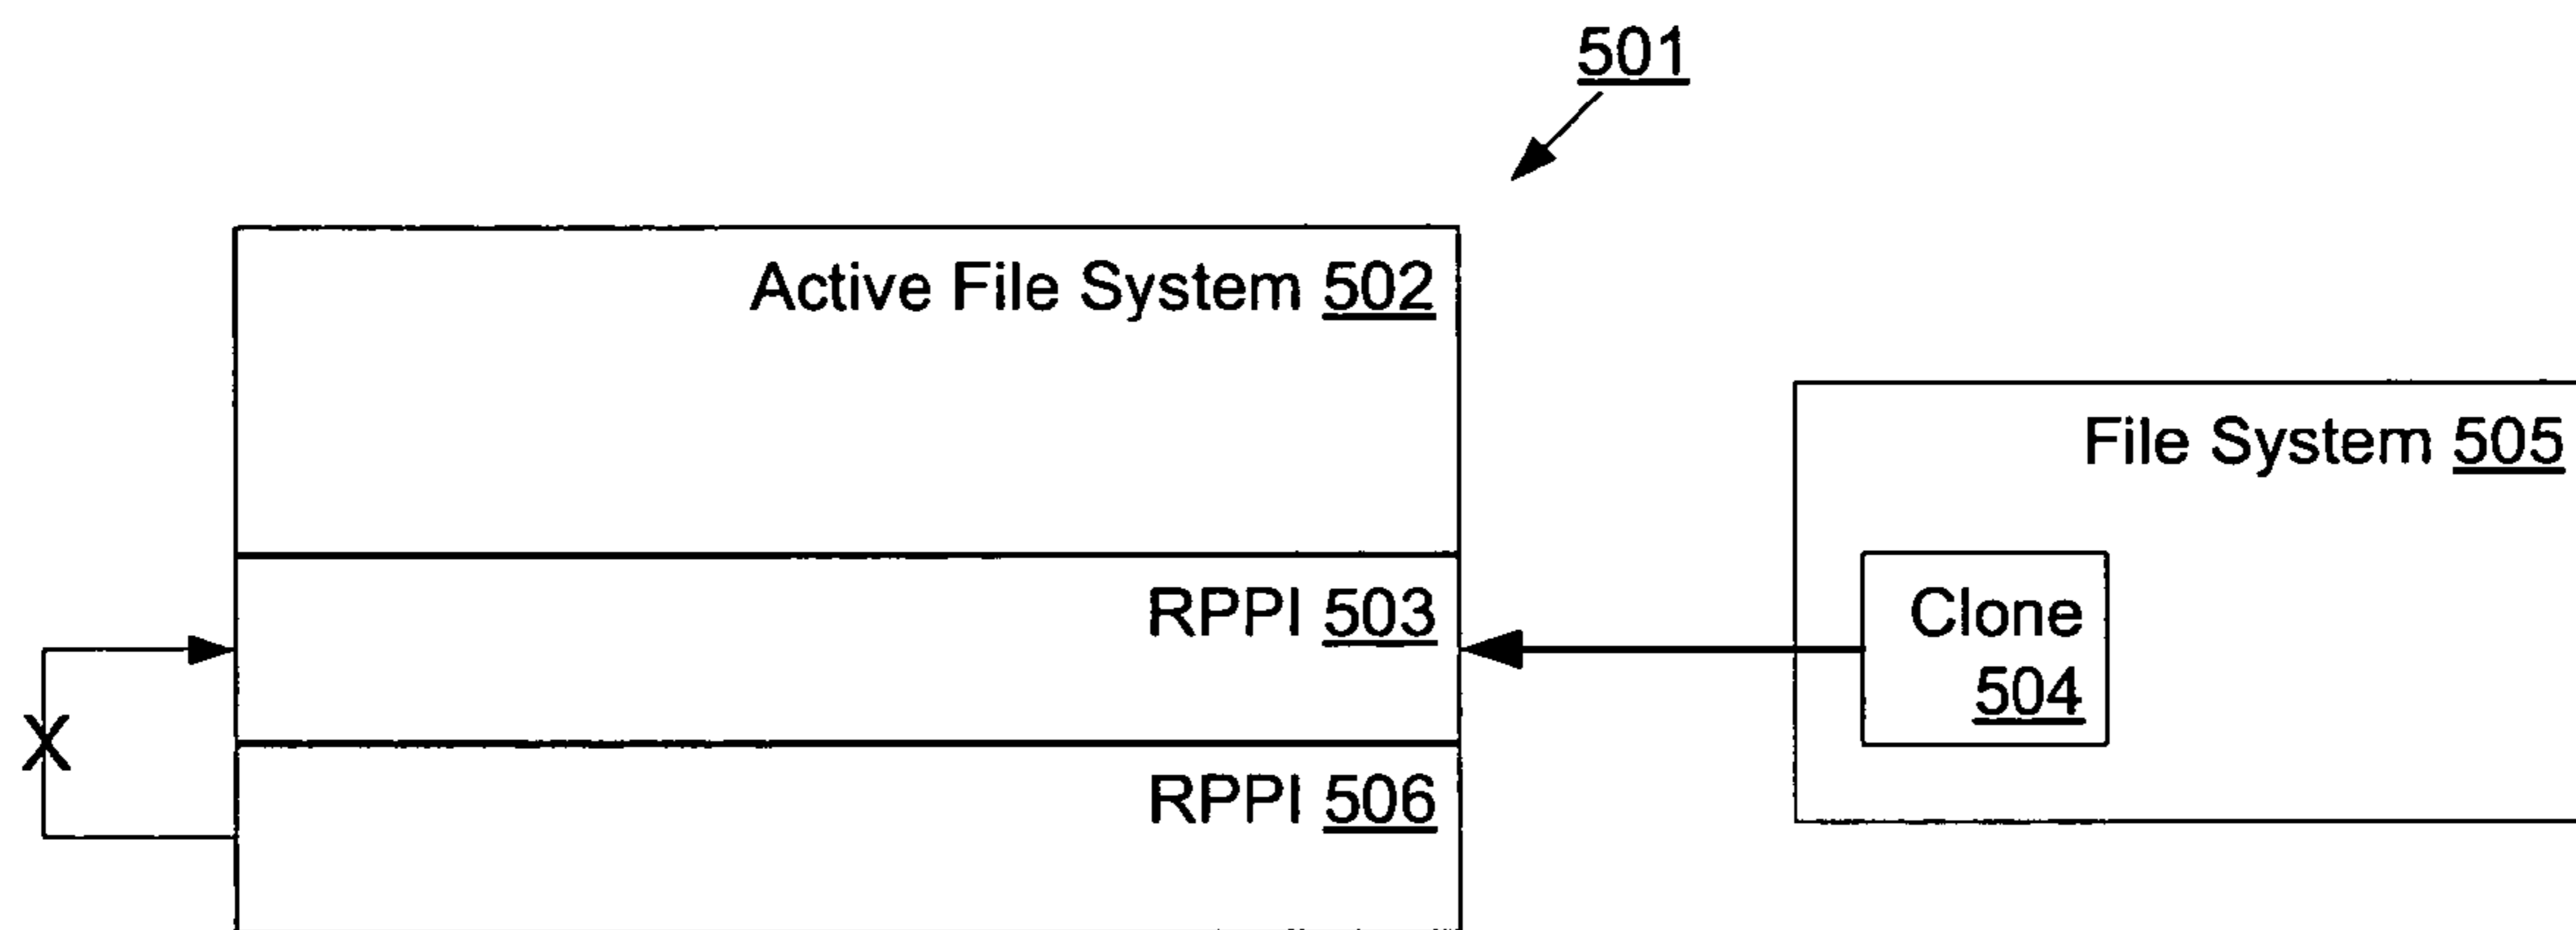 501
Active File System 502
File System 505
RPPI 503
Clone
504
X
RPPI 506